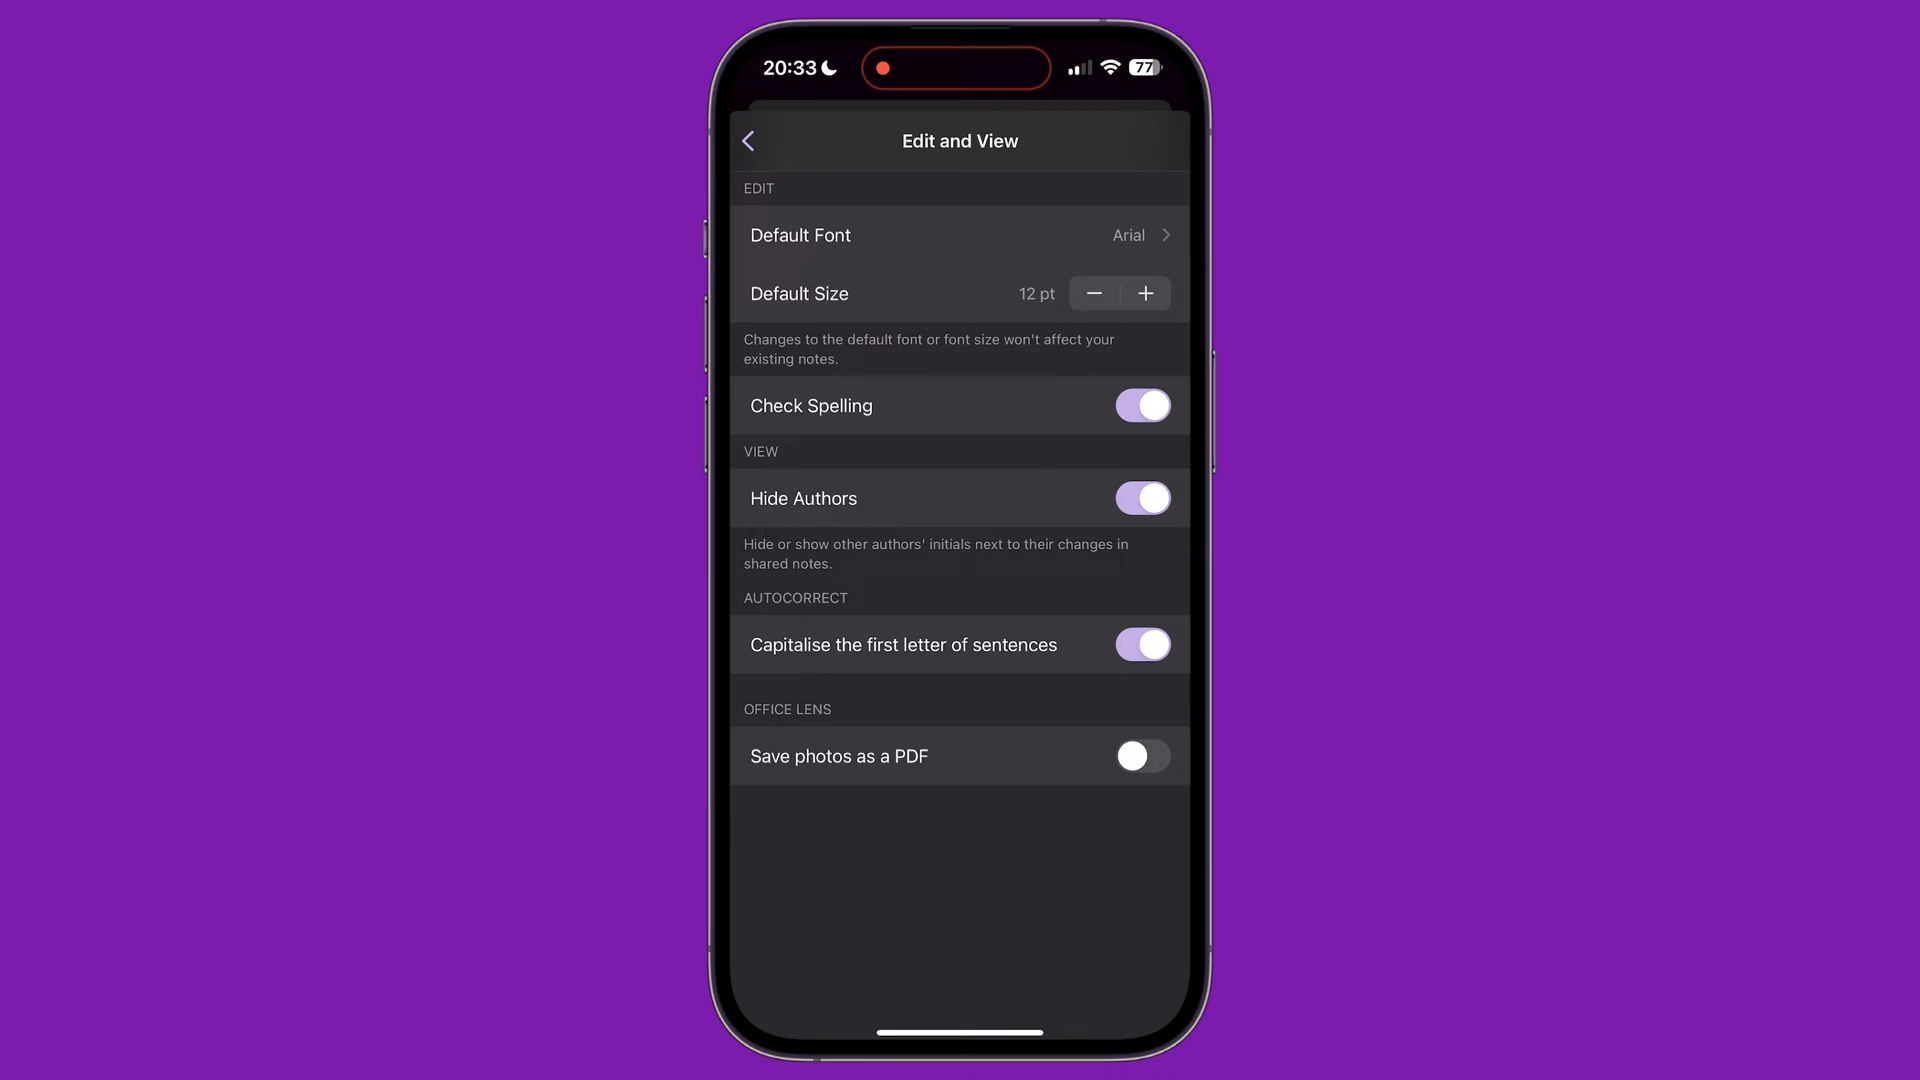 20:33
77
Edit and View
EDIT
Default Font Arial
Default Size 12 pt
Changes to the default font or font size won't affect your
existing notes.
Check Spelling
VIEW
Hide Authors
Hide or show other authors' initials next to their changes in
shared notes.
AUTOCORRECT
Capitalise the first letter of sentences
OFFICE LENS
Save photos as a PDF